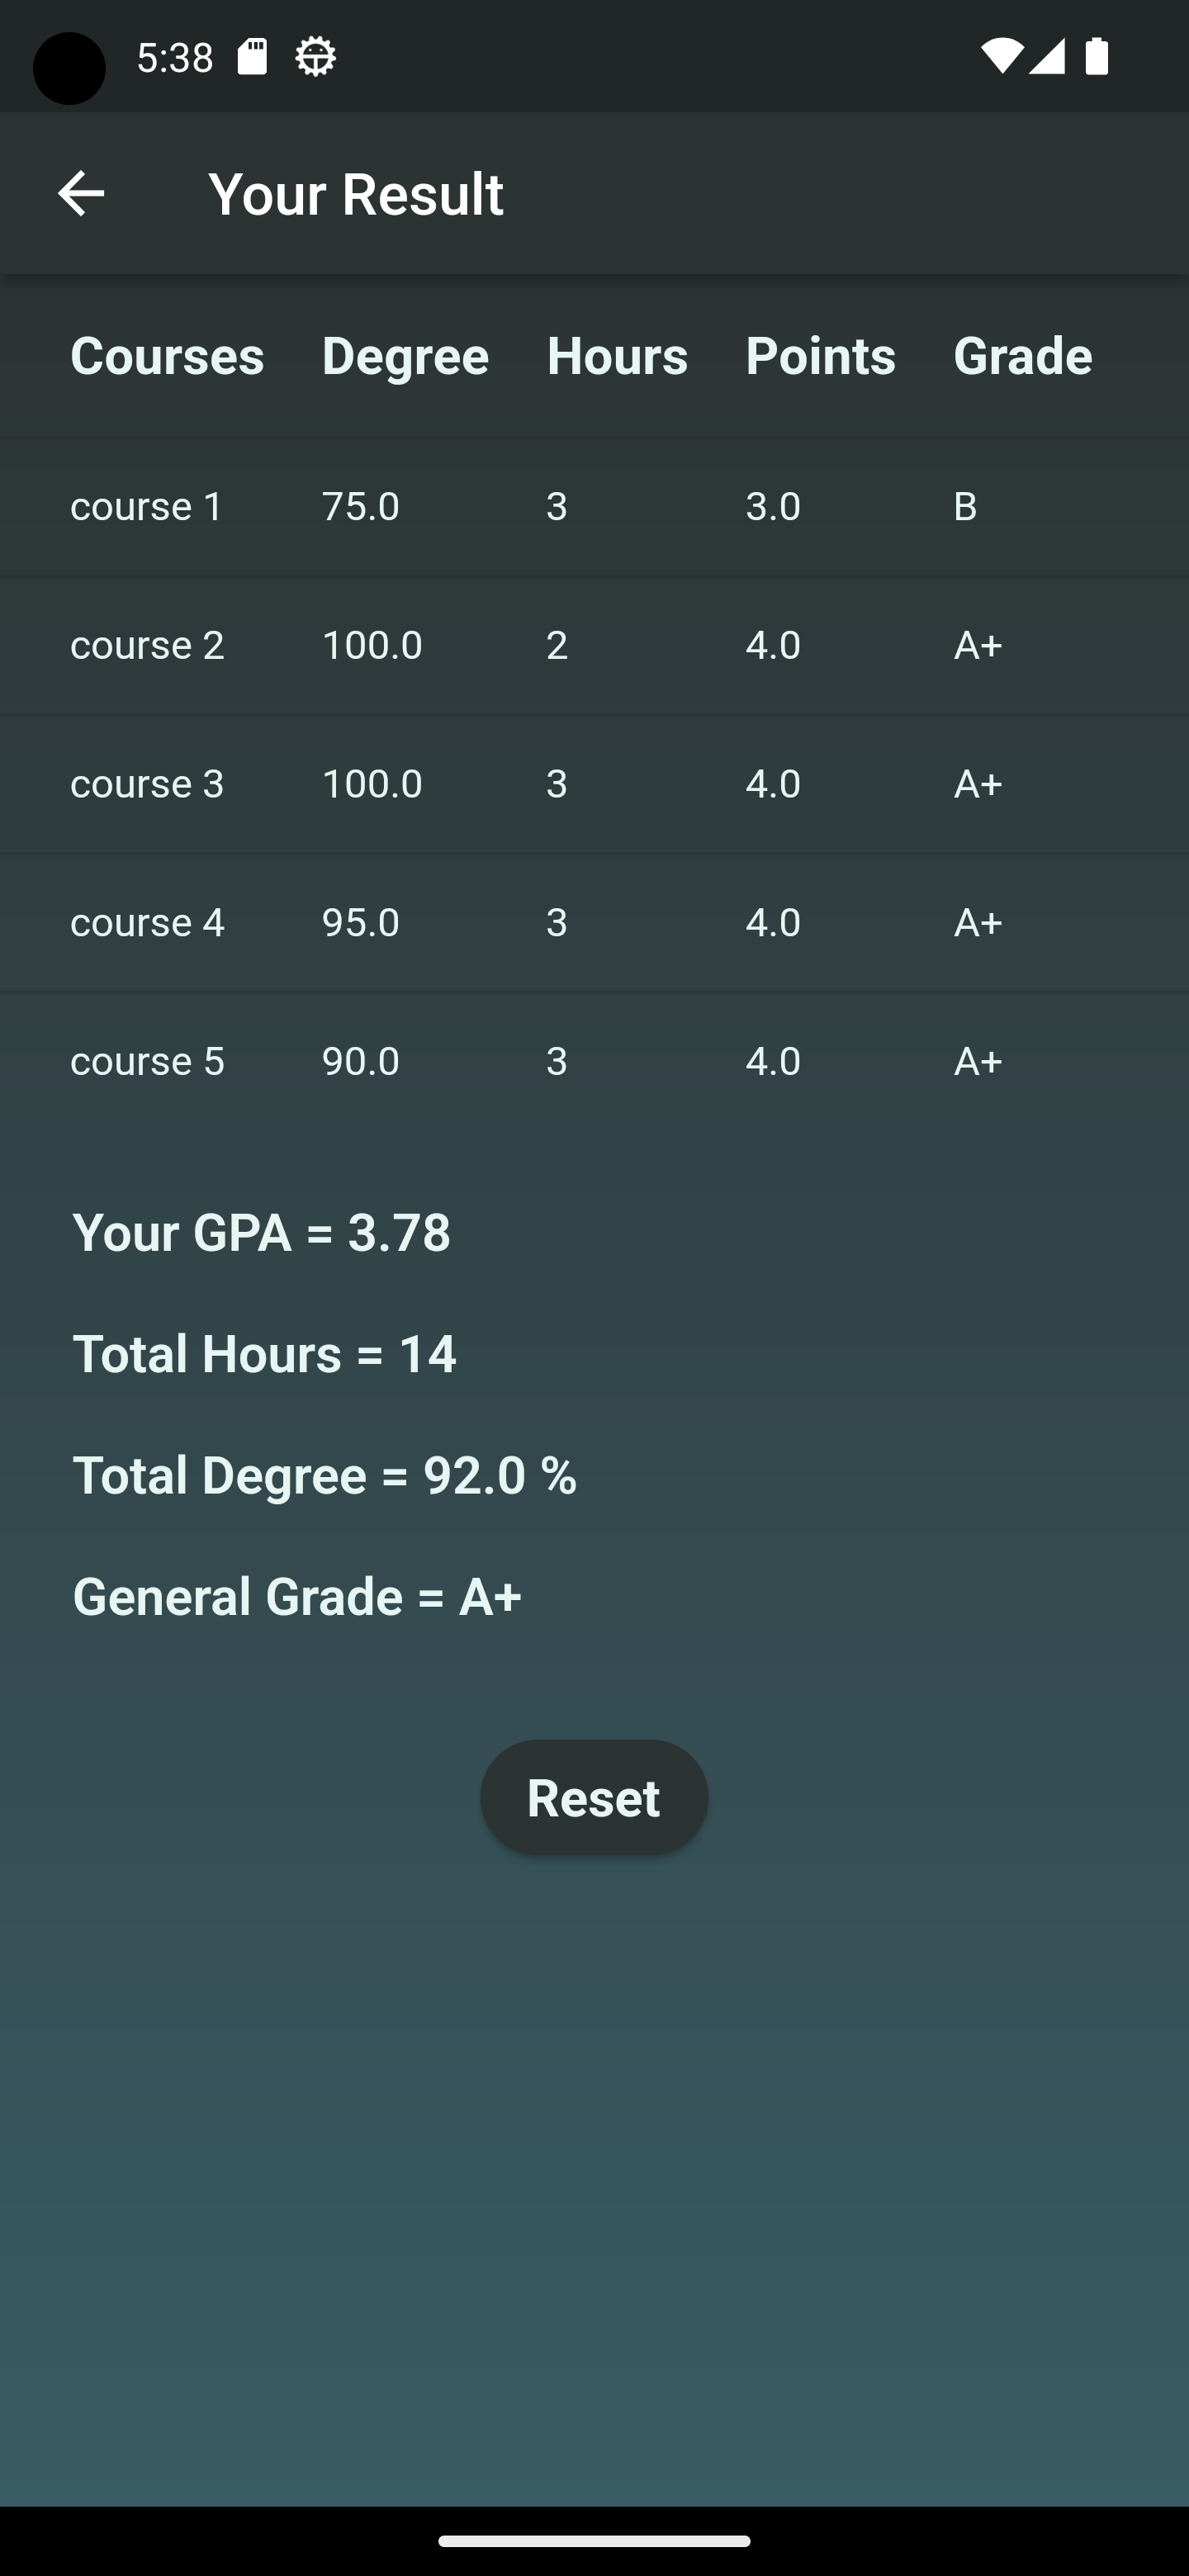 5:38
Your Result
Courses Degree Hours Points Grade
course 1 75.0 3 3.0 B
course 2 100.0 2 4.0 A+
course 3 100.0 3 4.0 A+
course 4 95.0 3 4.0 A+
course 5 90.0 3 4.0 A+
Your GPA = 3.78
Total Hours = 14
Total Degree = 92.0 %
General Grade = A+
Reset